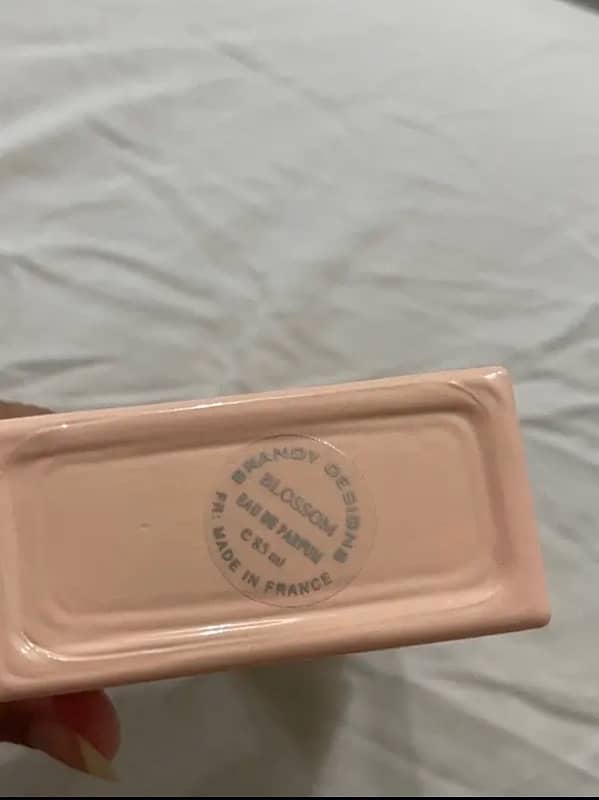 BRANDY DESIGNS
BLOSSOM
EAU DE PARFUM
e 85 ml
FR: MADE IN FRANCE